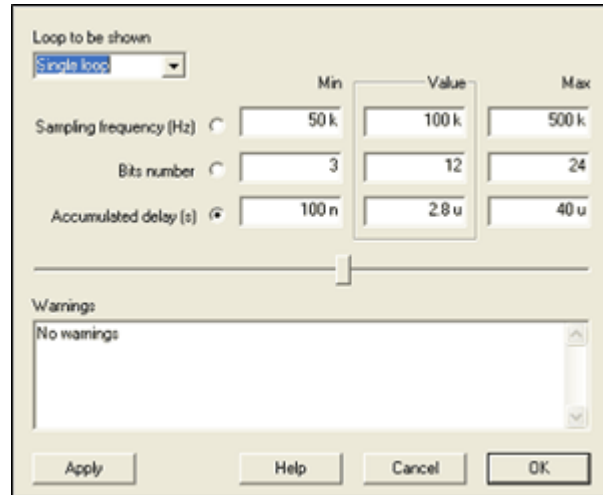 Loop to be shown
Single loop
Min Value Max
Sampling frequency (Hz) 50 k 100 k 500 k
Bits number 3 12 24
Accumulated delay (s) 100 n 2.8 u 40 u
Warnings
No warnings
Apply Help Cancel OK